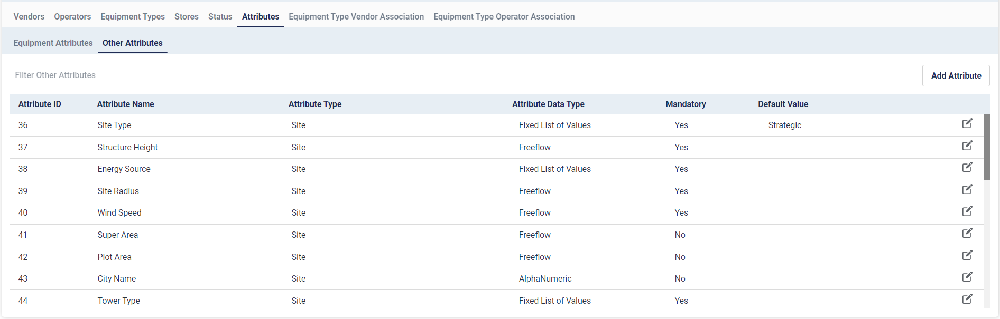 Vendors Operators Equipment Types Stores Status Attributes Equipment Type Vendor Association Equipment Type Operator Association
Equipment Attributes Other Attributes
Filter Other Attributes Add Attribute
Attribute ID Attribute Name Attribute Type Attribute Data Type Mandatory Default Value
36 Site Type Site Fixed List of Values Yes Strategic
37 Structure Height Site Freeflow Yes
38 Energy Source Site Fixed List of Values Yes
39 Site Radius Site Freeflow Yes
40 Wind Speed Site Freeflow Yes
41 Super Area Site Freeflow No
42 Plot Area Site Freeflow No
43 City Name Site AlphaNumeric No
44 Tower Type Site Fixed List of Values Yes